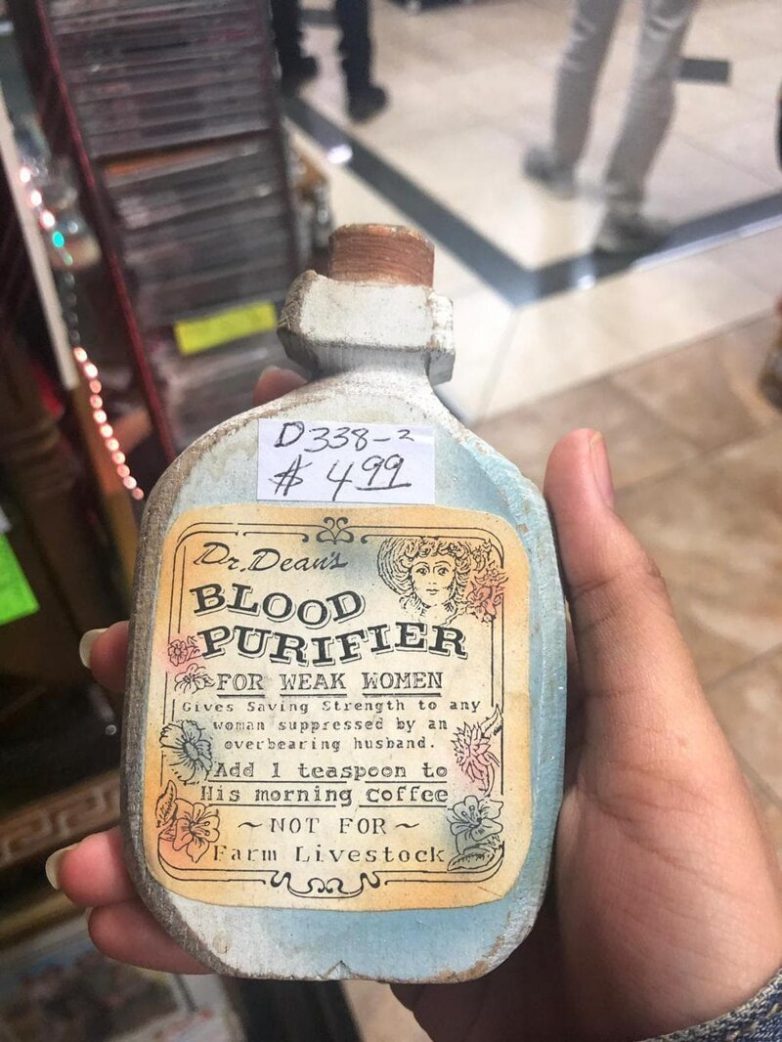 D338-2
$ 4.99
Dr. Dean's
BLOOD
PURIFIER
FOR WEAK WOMEN
Gives Saving Strength to any
woman suppressed by an
overbearing husband.
Add 1 teaspoon to
His morning coffee
~ NOT FOR ~
Farm Livestock